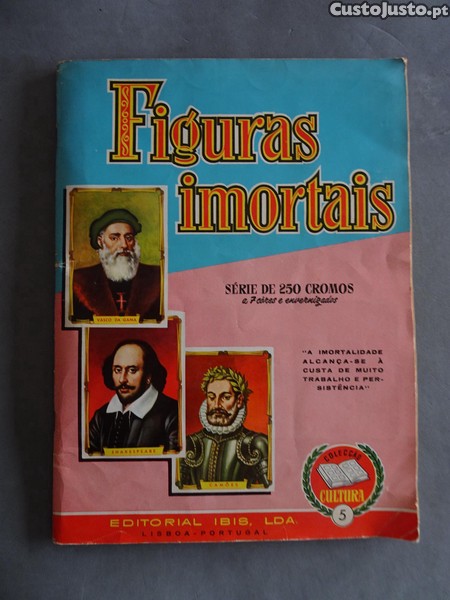 CustoJusto.pt
Figuras
imortais
SÉRIE DE 250 CROMOS
a 7 côres e envernizados
"A IMORTALIDADE
ALCANÇA-SE À
CUSTA DE MUITO
TRABALHO E PER-
SISTÊNCIA"
VASCO DA GAMA
SHAKESPEARE
CAMÕES
COLECÇÃO
CULTURA
5
EDITORIAL IBIS, LDA.
LISBOA-PORTUGAL